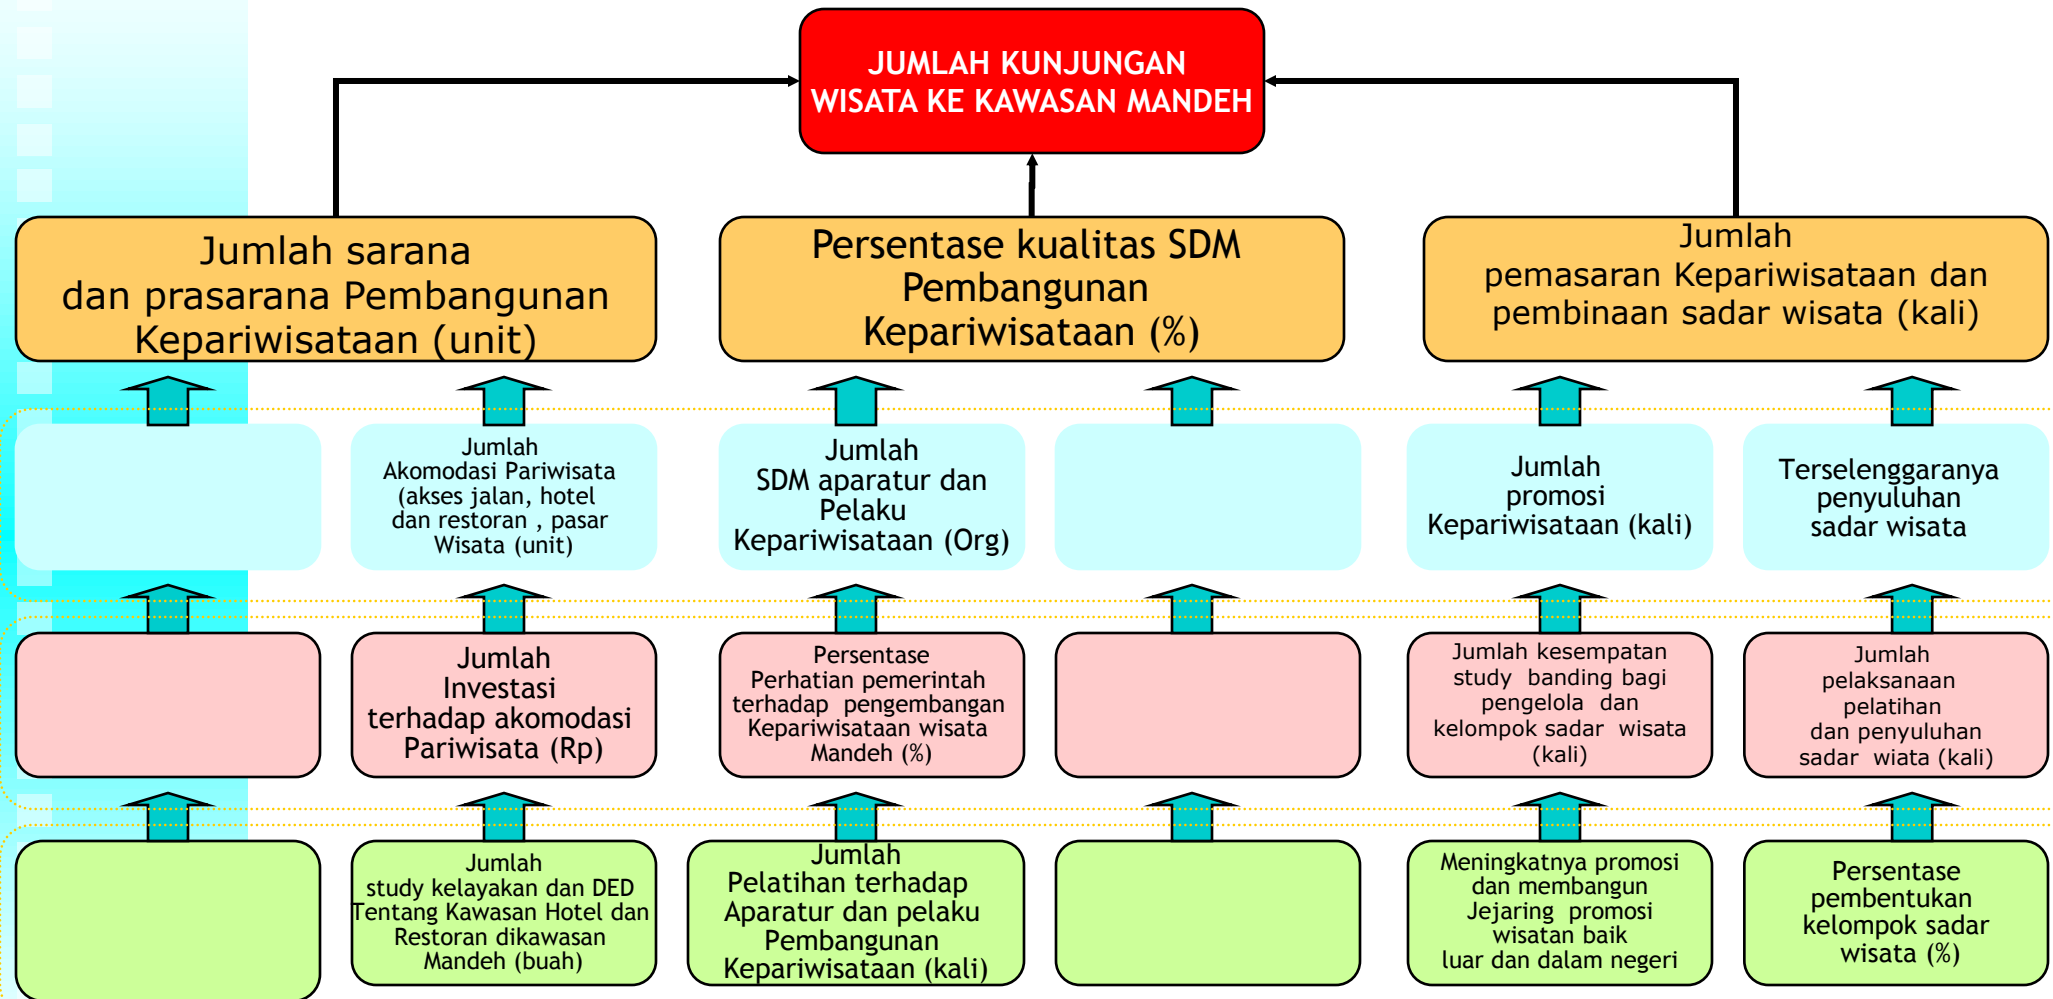 JUMLAH KUNJUNGAN
WISATA KE KAWASAN MANDEH
Jumlah sarana
dan prasarana Pembangunan
Kepariwisataan (unit)
Persentase kualitas SDM
Pembangunan
Kepariwisataan (%)
Jumlah
pemasaran Kepariwisataan dan
pembinaan sadar wisata (kali)
Jumlah
Akomodasi Pariwisata
(akses jalan, hotel
dan restoran , pasar
Wisata (unit)
Jumlah
SDM aparatur dan
Pelaku
Kepariwisataan (Org)
Jumlah
promosi
Kepariwisataan (kali)
Terselenggaranya
penyuluhan
sadar wisata
Jumlah
Investasi
terhadap akomodasi
Pariwisata (Rp)
Persentase
Perhatian pemerintah
terhadap  pengembangan
Kepariwisataan wisata
Mandeh (%)
Jumlah kesempatan
study  banding bagi
pengelola  dan
kelompok sadar  wisata
(kali)
Jumlah
pelaksanaan
pelatihan
dan penyuluhan
sadar  wiata (kali)
Jumlah
study kelayakan dan DED
Tentang Kawasan Hotel dan
Restoran dikawasan
Mandeh (buah)
Jumlah
Pelatihan terhadap
Aparatur dan pelaku
Pembangunan
Kepariwisataan (kali)
Meningkatnya promosi
dan membangun
Jejaring  promosi
wisatan baik
luar dan dalam negeri
Persentase
pembentukan
kelompok sadar
wisata (%)